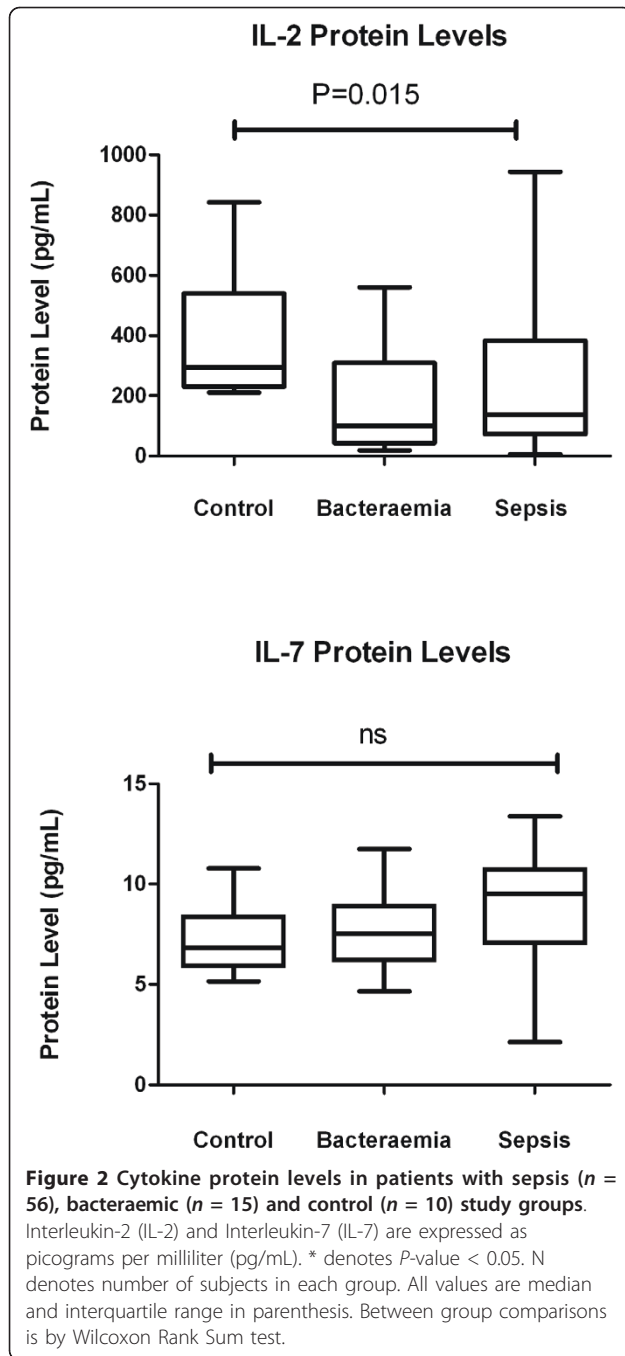 IL-2 Protein Levels
P=0.015
1000
800
600
400
200
0
Protein Level (pg/mL)
Control Bacteraemia Sepsis
IL-7 Protein Levels
ns
15
10
5
0
Protein Level (pg/mL)
Control Bacteraemia Sepsis
Figure 2 Cytokine protein levels in patients with sepsis (n =
56), bacteraemic (n = 15) and control (n = 10) study groups.
Interleukin-2 (IL-2) and Interleukin-7 (IL-7) are expressed as
picograms per milliliter (pg/mL). * denotes P-value < 0.05. N
denotes number of subjects in each group. All values are median
and interquartile range in parenthesis. Between group comparisons
is by Wilcoxon Rank Sum test.